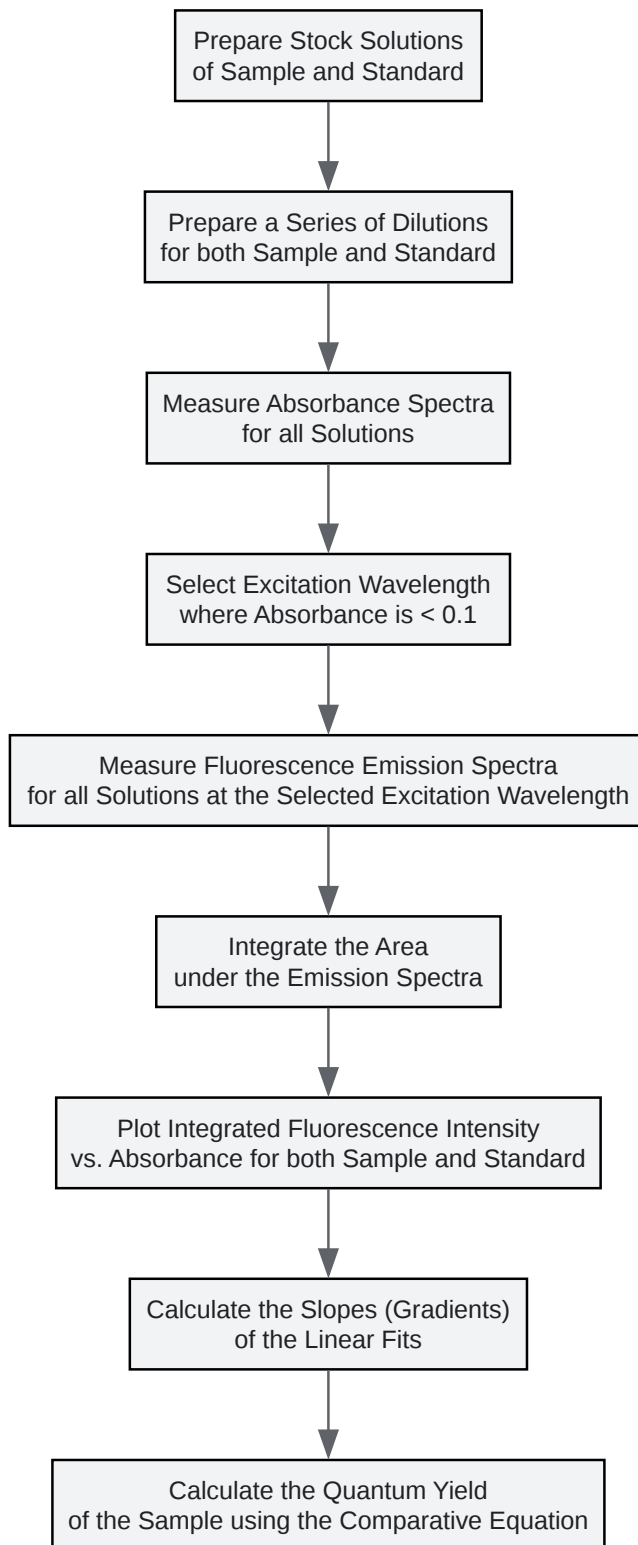 Prepare Stock Solutions
of Sample and Standard
Prepare a Series of Dilutions
for both Sample and Standard
Measure Absorbance Spectra
for all Solutions
Select Excitation Wavelength
where Absorbance is < 0.1
Measure Fluorescence Emission Spectra
for all Solutions at the Selected Excitation Wavelength
Integrate the Area
under the Emission Spectra
Plot Integrated Fluorescence Intensity
vs. Absorbance for both Sample and Standard
Calculate the Slopes (Gradients)
of the Linear Fits
Calculate the Quantum Yield
of the Sample using the Comparative Equation